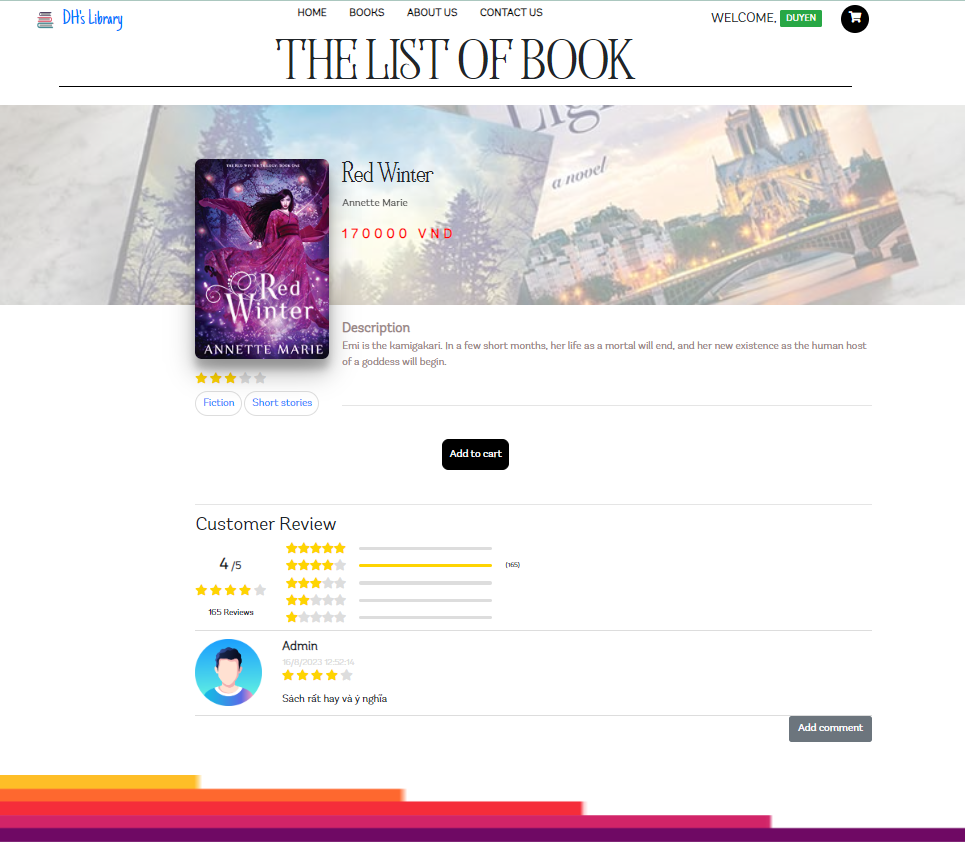 DH's Library
HOME BOOKS ABOUT US CONTACT US
WELCOME, DUYEN
THE LIST OF BOOK
Ligh
a novel
THE RED WINTER TRILOGY, BOOK ONE
Red
Winter
ANNETTE MARIE
Red Winter
Annette Marie
170000 VND
Description
Emi is the kamigakari. In a few short months, her life as a mortal will end, and her new existence as the human host
of a goddess will begin.
Fiction Short stories
Add to cart
Customer Review
4 /5
165 Reviews
(165)
Admin
16/8/2023 12:52:14
Sách rất hay và ý nghĩa
Add comment